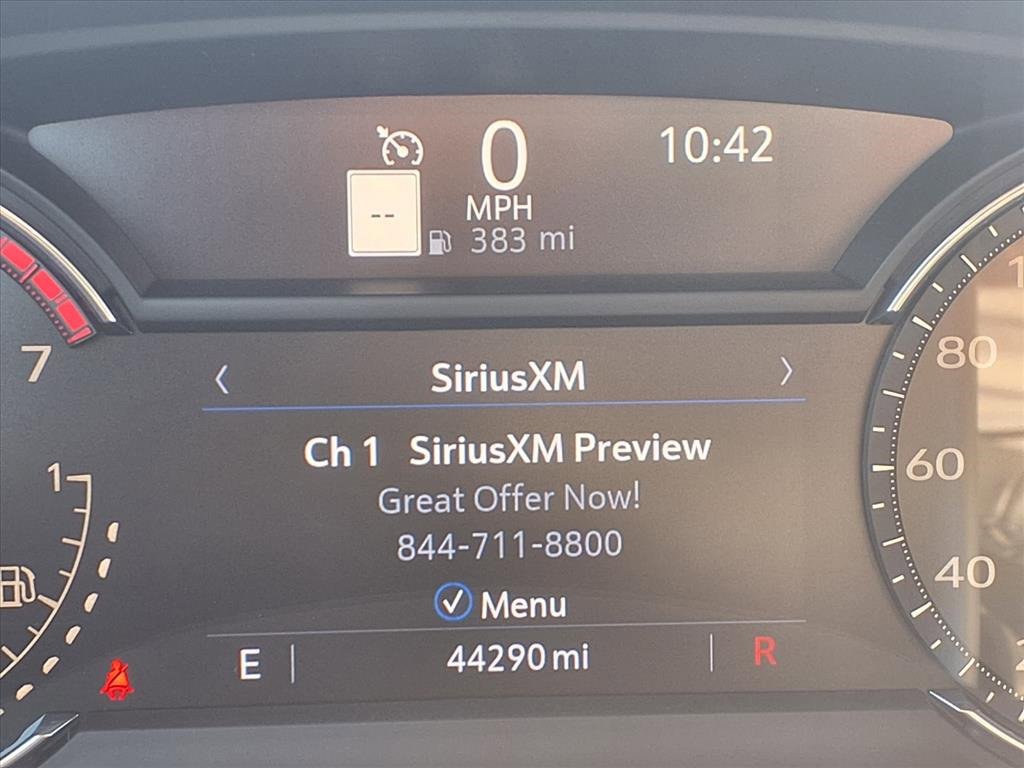 0
10:42
--
MPH
383 mi
7
SiriusXM
80
Ch 1 SiriusXM Preview
60
1
Great Offer Now!
844-711-8800
40
Menu
E
44290 mi
R